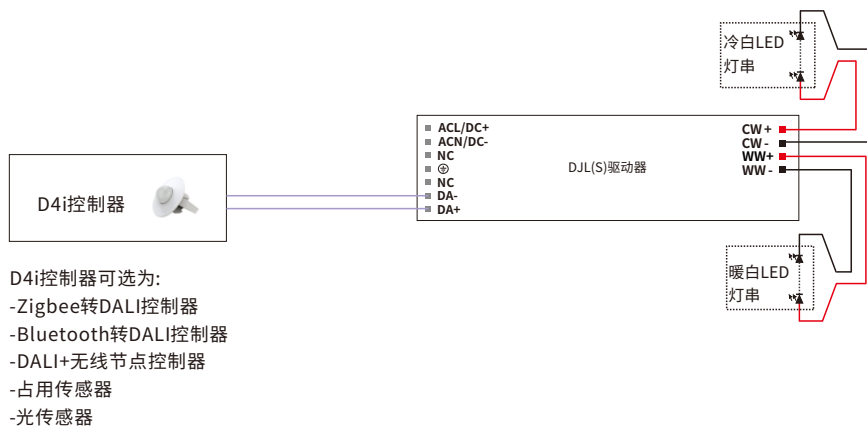 冷白LED
灯串
ACL/DC+
ACN/DC-
NC
NC
DA-
DA+
DJL(S)驱动器
CW+
CW-
WW+
WW-
D4i控制器
暖白LED
灯串
D4i控制器可选为:
-Zigbee转DALI控制器
-Bluetooth转DALI控制器
-DALI+无线节点控制器
-占用传感器
-光传感器